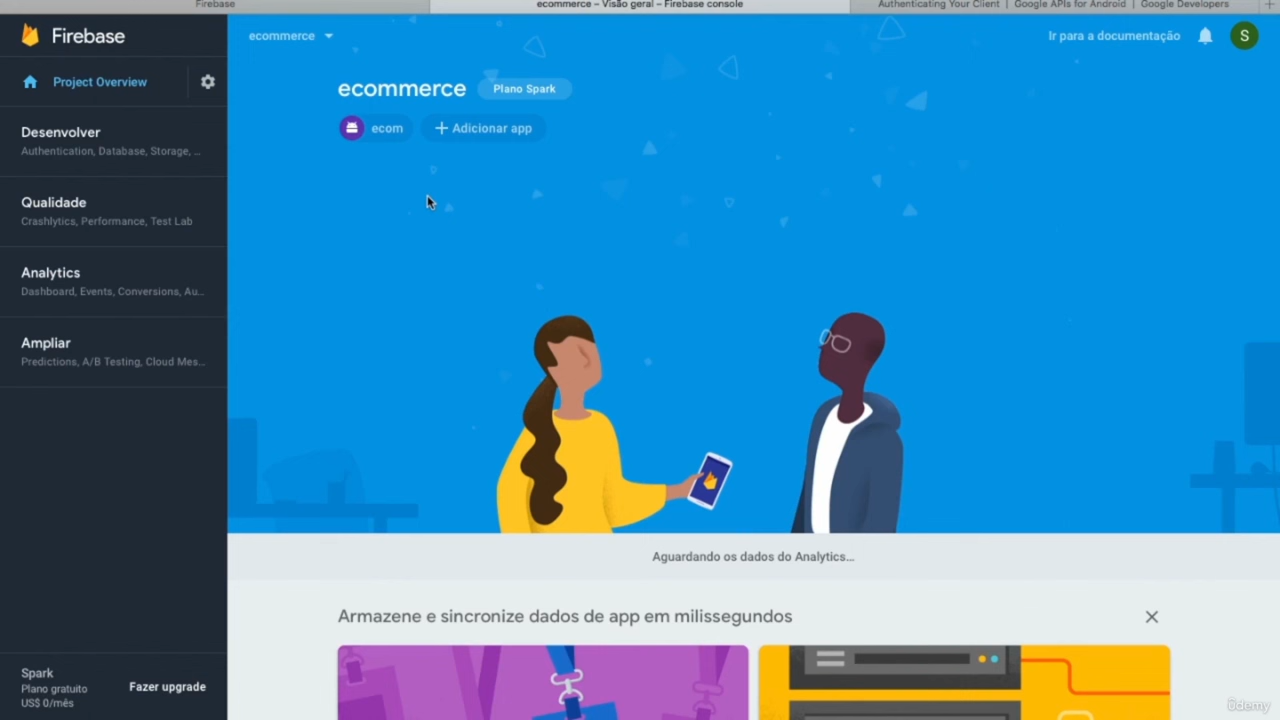 Firebase
ecommerce – Visão geral – Firebase console
Authenticating Your Client | Google APIs for Android | Google Developers
Firebase
ecommerce
Ir para a documentação
S
Project Overview
ecommerce
Plano Spark
ecom
Adicionar app
Desenvolver
Authentication, Database, Storage, ...
Qualidade
Crashlytics, Performance, Test Lab
Analytics
Dashboard, Events, Conversions, Au...
Ampliar
Predictions, A/B Testing, Cloud Mes...
Aguardando os dados do Analytics...
Armazene e sincronize dados de app em milissegundos
Spark
Plano gratuito
US$ 0/mês
Fazer upgrade
ûdemy